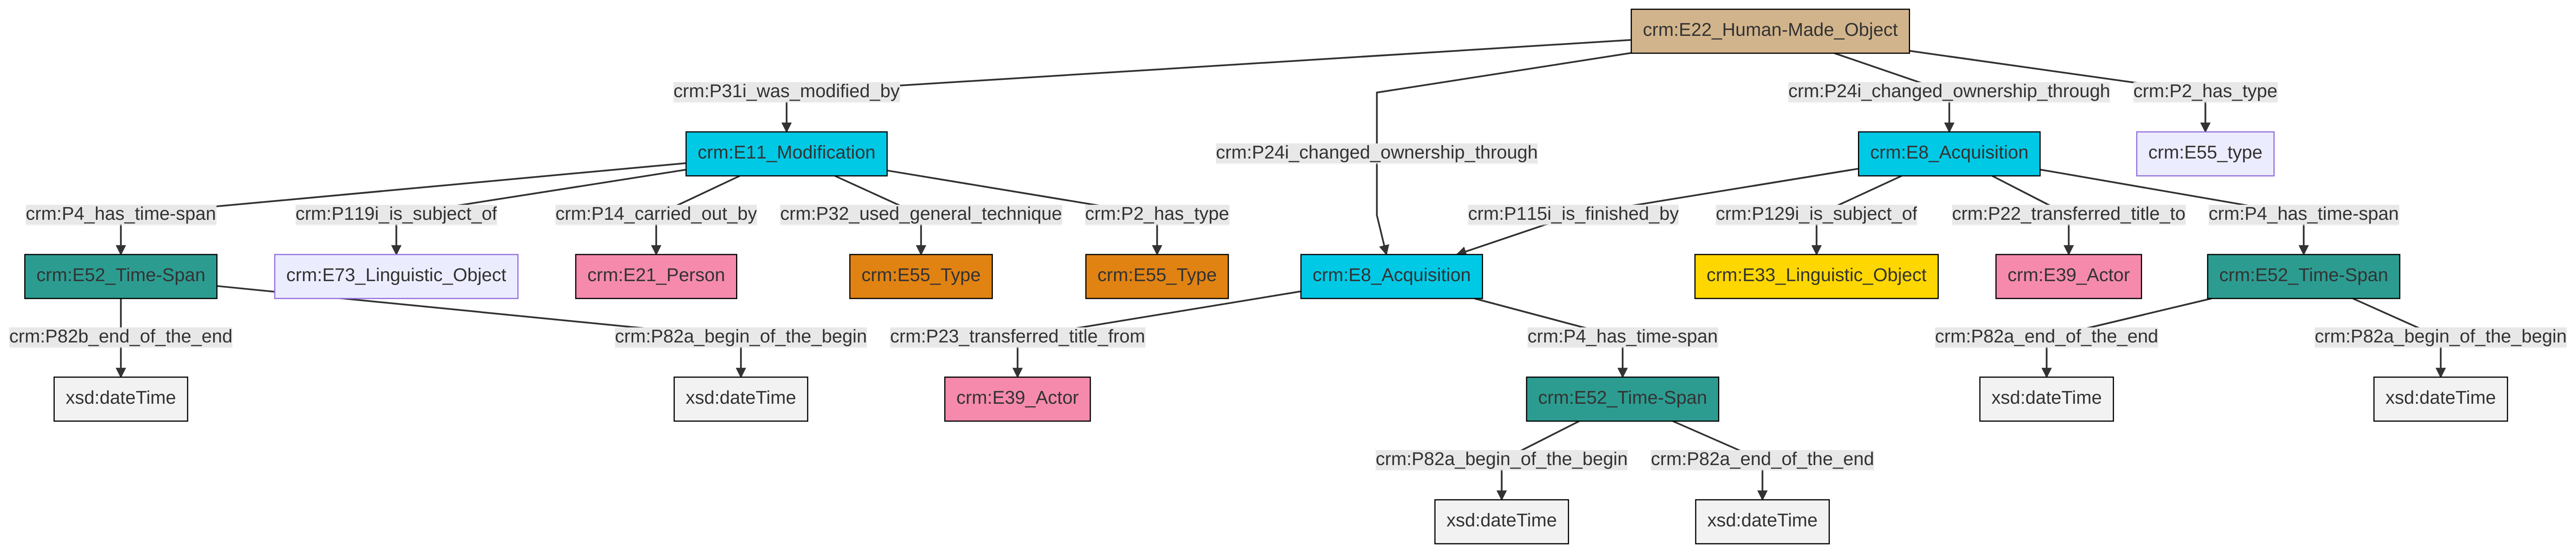 crm:E22_Human-Made_Object
crm:P31i_was_modified_by
crm:P24i_changed_ownership_through
crm:P2_has_type
crm:E11_Modification
crm:P24i_changed_ownership_through
crm:E8_Acquisition
crm:E55_type
crm:P4_has_time-span
crm:P119i_is_subject_of
crm:P14_carried_out_by
crm:P32_used_general_technique
crm:P2_has_type
crm:P115i_is_finished_by
crm:P129i_is_subject_of
crm:P22_transferred_title_to
crm:P4_has_time-span
crm:E52_Time-Span
crm:E73_Linguistic_Object
crm:E21_Person
crm:E55_Type
crm:E55_Type
crm:E8_Acquisition
crm:E33_Linguistic_Object
crm:E39_Actor
crm:E52_Time-Span
crm:P82b_end_of_the_end
crm:P82a_begin_of_the_begin
crm:P23_transferred_title_from
crm:P4_has_time-span
crm:P82a_end_of_the_end
crm:P82a_begin_of_the_begin
xsd:dateTime
xsd:dateTime
crm:E39_Actor
crm:E52_Time-Span
xsd:dateTime
xsd:dateTime
crm:P82a_begin_of_the_begin
crm:P82a_end_of_the_end
xsd:dateTime
xsd:dateTime